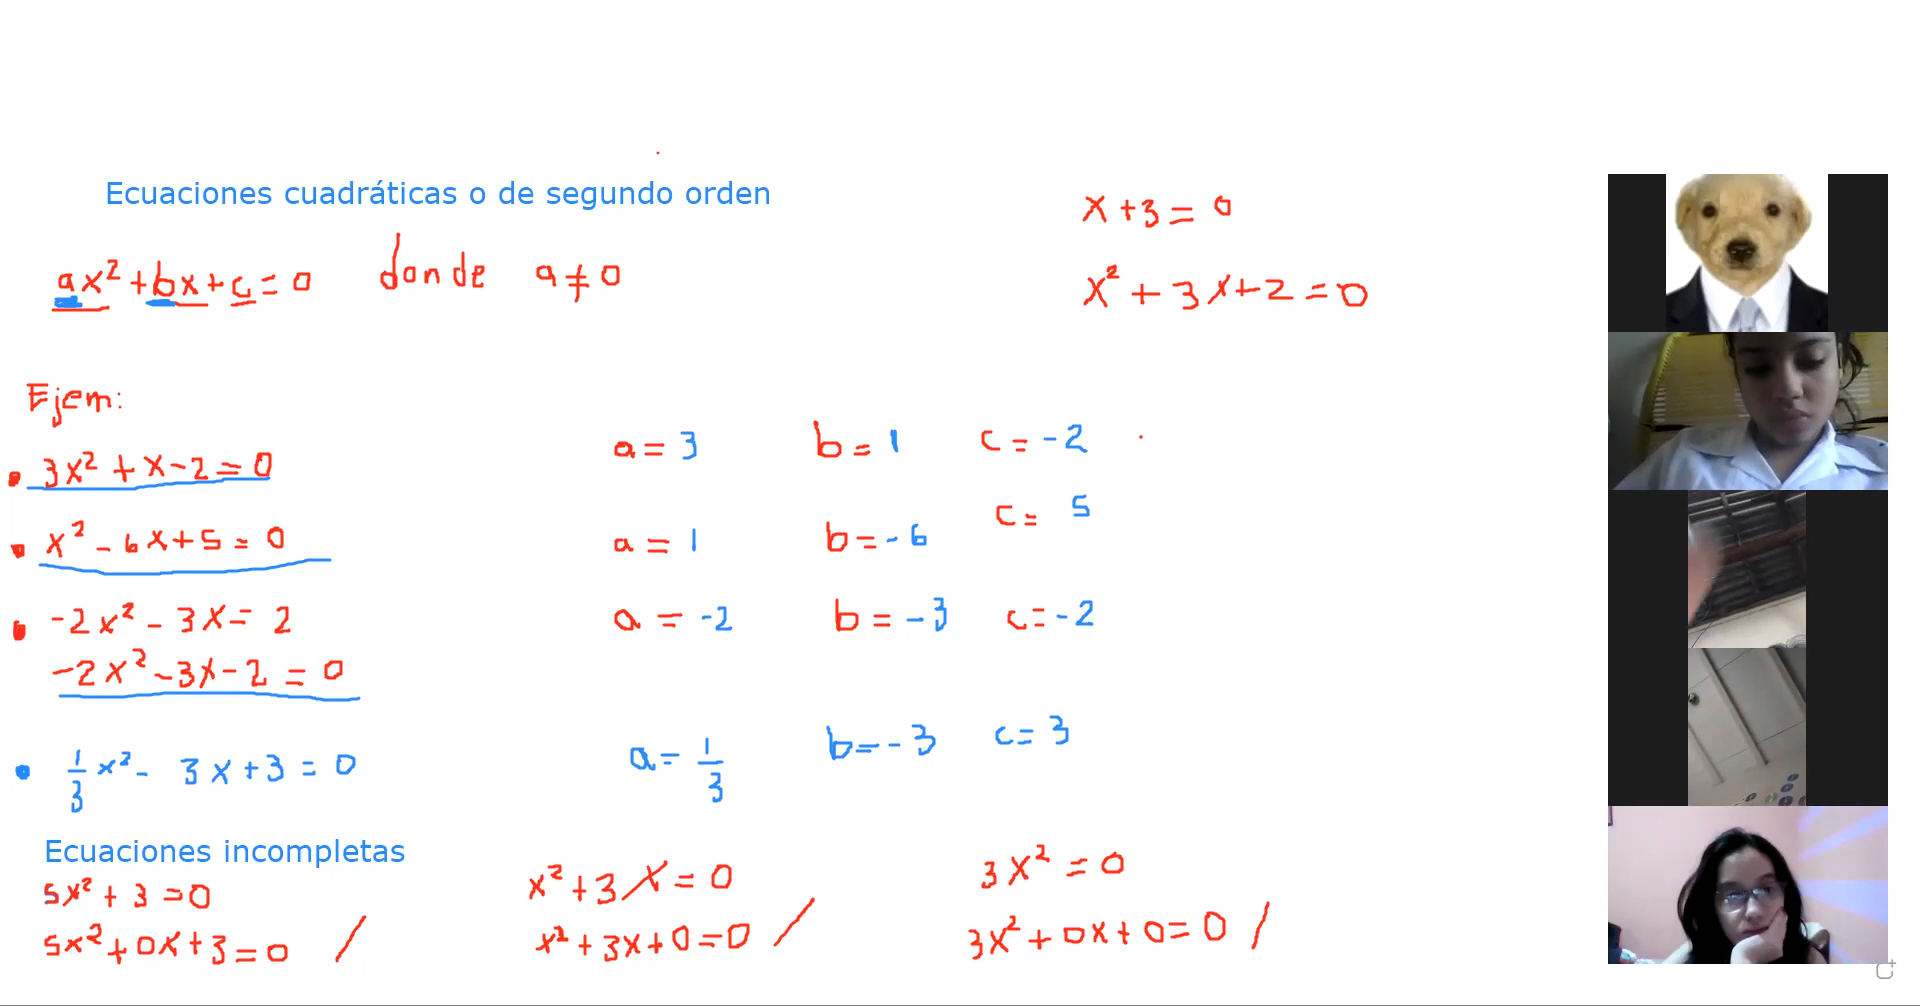 Ecuaciones cuadráticas o de segundo orden
x + 3 = 0
ax² + bx + c = 0 donde a ≠ 0
x² + 3x + 2 = 0
Ejem:
3x² + x - 2 = 0 a = 3 b = 1 c = -2
x² - 6x + 5 = 0 a = 1 b = -6 c = 5
-2x² - 3x = 2 a = -2 b = -3 c = -2
-2x² - 3x - 2 = 0
1/3 x² - 3x + 3 = 0 a = 1/3 b = -3 c = 3
Ecuaciones incompletas
5x² + 3 = 0 x² + 3x = 0 3x² = 0
5x² + 0x + 3 = 0 / x² + 3x + 0 = 0 / 3x² + 0x + 0 = 0 /